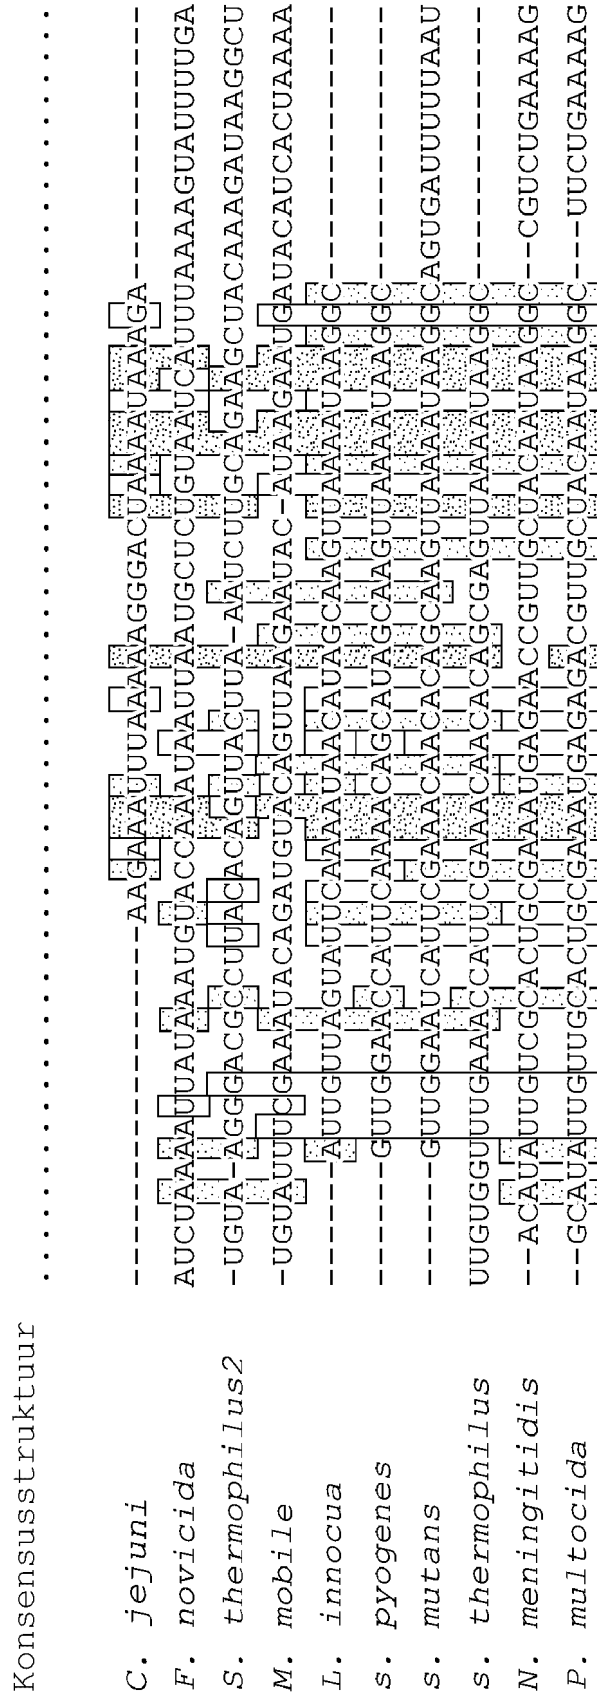 Konsensusstruktuur ............................................................
C. jejuni -----------------AAGAAAUUUAAAAAGGGACUAAAAUAAAGA-------------
F. novicida AUCUAAAAUUAUAAAUGUACCAAAUAAUUAAUGCUCUGUAAUCAUUUAAAAGUAUUUUGA
S. thermophilus2 -UGUA-AGGGACGCCUUACACAGUUACUUA-AAUCUUGCAGAAGCUACAAAGAUAAGGCU
M. mobile -UGUAUUUCGAAAUACAGAUGUACAGUUAAGAAUAC-AUAAGAAUGAUACAUCACUAAAA
L. innocua ------AUUGUUAGUAUUCAAAAUAACAUAGCAAGUUAAAAUAAGGC-------------
s. pyogenes ------GUUGGAACCAUUCAAAACAGCAUAGCAAGUUAAAAUAAGGC-------------
s. mutans ------GUUGGAAUCAUUCGAAACAACACAGCAAGUUAAAAUAAGGCAGUGAUUUUUAAU
s. thermophilus UUGUGGUUUGAAACCAUUCGAAACAACACAGCGAGUUAAAAUAAGGC-------------
N. meningitidis --ACAUAUUGUCGCACUGCGAAAUGAGAACCGUUGCUACAAUAAGGC--CGUCUGAAAAG
P. multocida --GCAUAUUGUUGCACUGCGAAAUGAGAGACGUUGCUACAAUAAGGC---UUCUGAAAAG